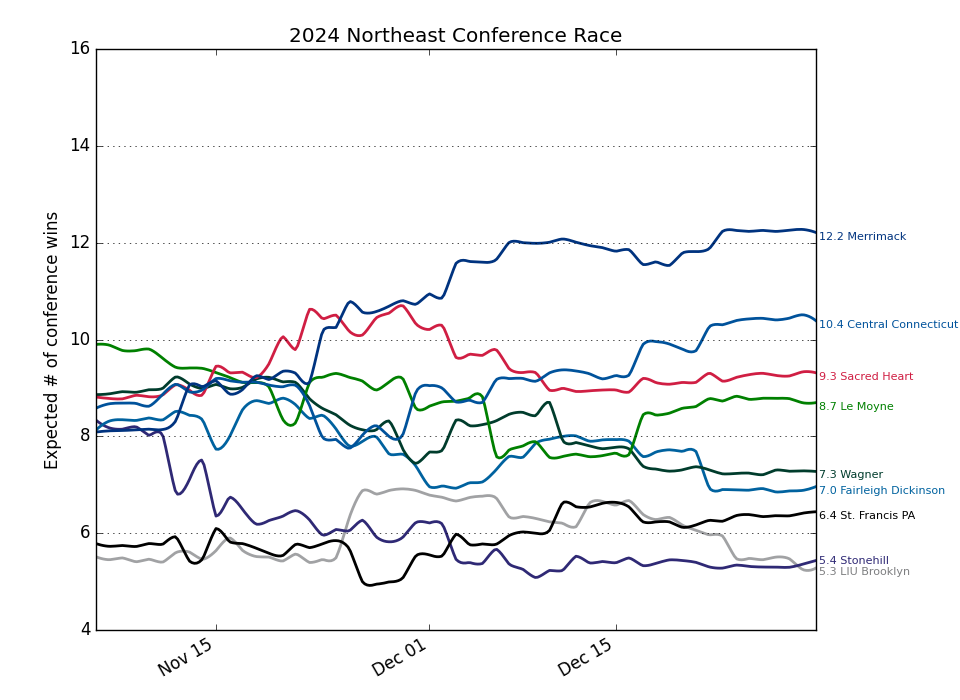 2024 Northeast Conference Race
Expected # of conference wins
16
14
12
10
8
6
4
Nov 15
Dec 01
Dec 15
12.2 Merrimack
10.4 Central Connecticut
9.3 Sacred Heart
8.7 Le Moyne
7.3 Wagner
7.0 Fairleigh Dickinson
6.4 St. Francis PA
5.4 Stonehill
5.3 LIU Brooklyn